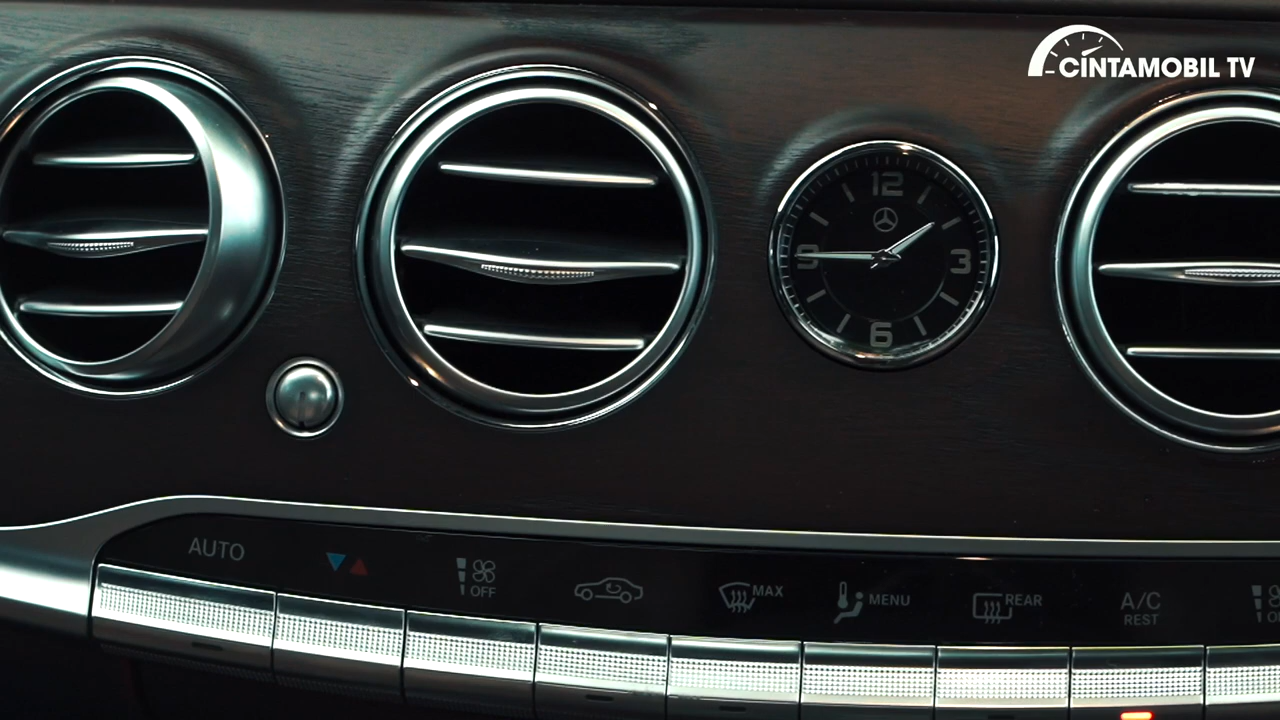 CINTAMOBIL TV
12
9
3
6
AUTO
OFF
MAX
MENU
REAR
A/C
REST